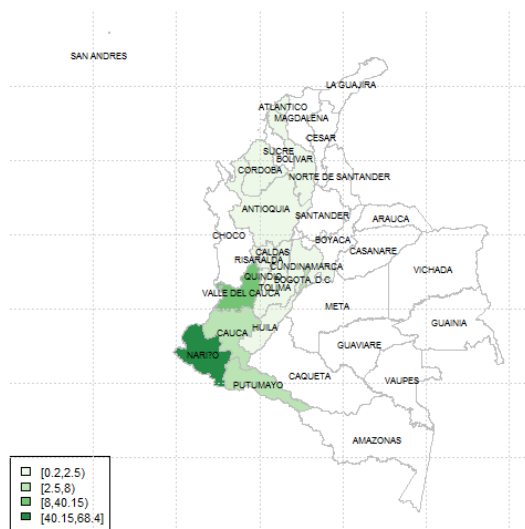 SAN ANDRES
LA GUAJIRA
ATLANTICO
MAGDALENA
CESAR
SUCRE
BOLIVAR
CORDOBA
NORTE DE SANTANDER
ANTIOQUIA
SANTANDER
ARAUCA
CHOCO
BOYACA
CALDAS
CASANARE
RISARALDA
CUNDINAMARCA
VICHADA
QUINDIO
BOGOTA, D.C.
TOLIMA
VALLE DEL CAUCA
META
GUAINIA
CAUCA
HUILA
GUAVIARE
NARITO
CAQUETA
VAUPES
PUTUMAYO
AMAZONAS
[0.2,2.5)
[2.5,8)
[8,40.15)
[40.15,68.4]